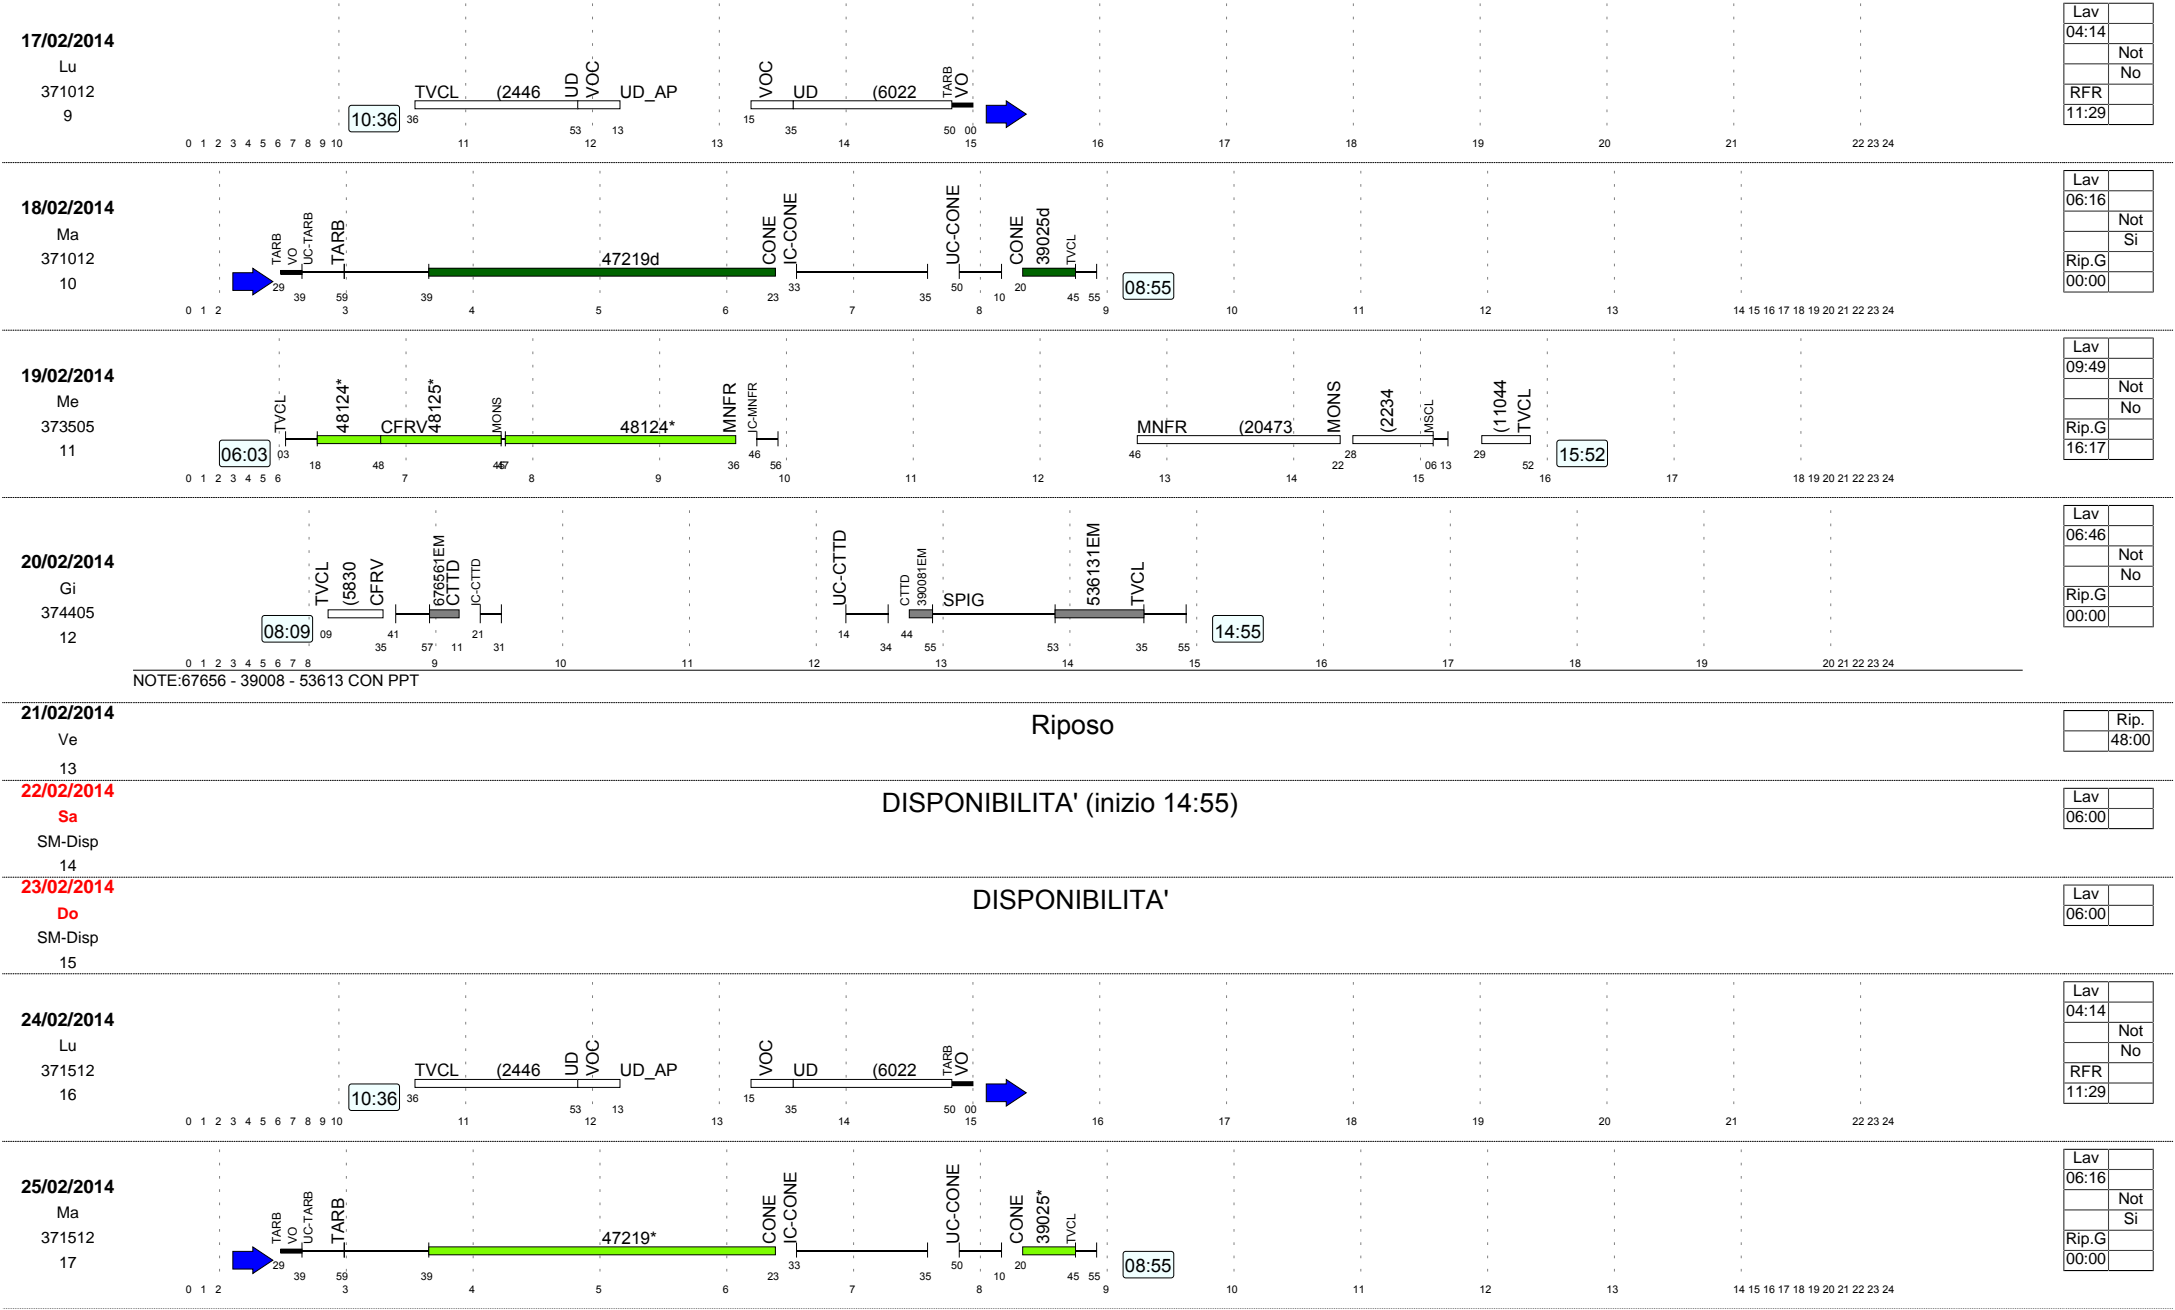 17/02/2014
Lu
371012
9
10:36
TVCL (2446 UD VOC UD_AP VOC UD (6022 TARB VO
36 53 13 15 35 50 00
0 1 2 3 4 5 6 7 8 9 10 11 12 13 14 15 16 17 18 19 20 21 22 23 24
Lav
04:14
Not
No
RFR
11:29
18/02/2014
Ma
371012
10
TARB VO UC-TARB TARB 47219d CONE IC-CONE UC-CONE CONE 39025d TVCL
29 39 59 39 23 33 35 50 10 20 45 55
08:55
0 1 2 3 4 5 6 7 8 9 10 11 12 13 14 15 16 17 18 19 20 21 22 23 24
Lav
06:16
Not
Si
Rip.G
00:00
19/02/2014
Me
373505
11
06:03
TVCL 48124* CFRV 48125* MONS 48124* MNFR IC-MNFR MNFR (20473 MONS (2234 MSCL (11044 TVCL
03 18 48 45 47 36 46 56 46 22 28 06 13 29 52
15:52
0 1 2 3 4 5 6 7 8 9 10 11 12 13 14 15 16 17 18 19 20 21 22 23 24
Lav
09:49
Not
No
Rip.G
16:17
20/02/2014
Gi
374405
12
08:09
TVCL (5830 CFRV 676561EM CTTD IC-CTTD UC-CTTD CTTD 390081EM SPIG 536131EM TVCL
09 35 41 57 11 21 31 14 34 44 55 53 35 55
14:55
0 1 2 3 4 5 6 7 8 9 10 11 12 13 14 15 16 17 18 19 20 21 22 23 24
NOTE:67656 - 39008 - 53613 CON PPT
Lav
06:46
Not
No
Rip.G
00:00
21/02/2014
Ve
13
Riposo
Rip.
48:00
22/02/2014
Sa
SM-Disp
14
DISPONIBILITA' (inizio 14:55)
Lav
06:00
23/02/2014
Do
SM-Disp
15
DISPONIBILITA'
Lav
06:00
24/02/2014
Lu
371512
16
10:36
TVCL (2446 UD VOC UD_AP VOC UD (6022 TARB VO
36 53 13 15 35 50 00
0 1 2 3 4 5 6 7 8 9 10 11 12 13 14 15 16 17 18 19 20 21 22 23 24
Lav
04:14
Not
No
RFR
11:29
25/02/2014
Ma
371512
17
TARB VO UC-TARB TARB 47219* CONE IC-CONE UC-CONE CONE 39025* TVCL
29 39 59 39 23 33 35 50 10 20 45 55
08:55
0 1 2 3 4 5 6 7 8 9 10 11 12 13 14 15 16 17 18 19 20 21 22 23 24
Lav
06:16
Not
Si
Rip.G
00:00